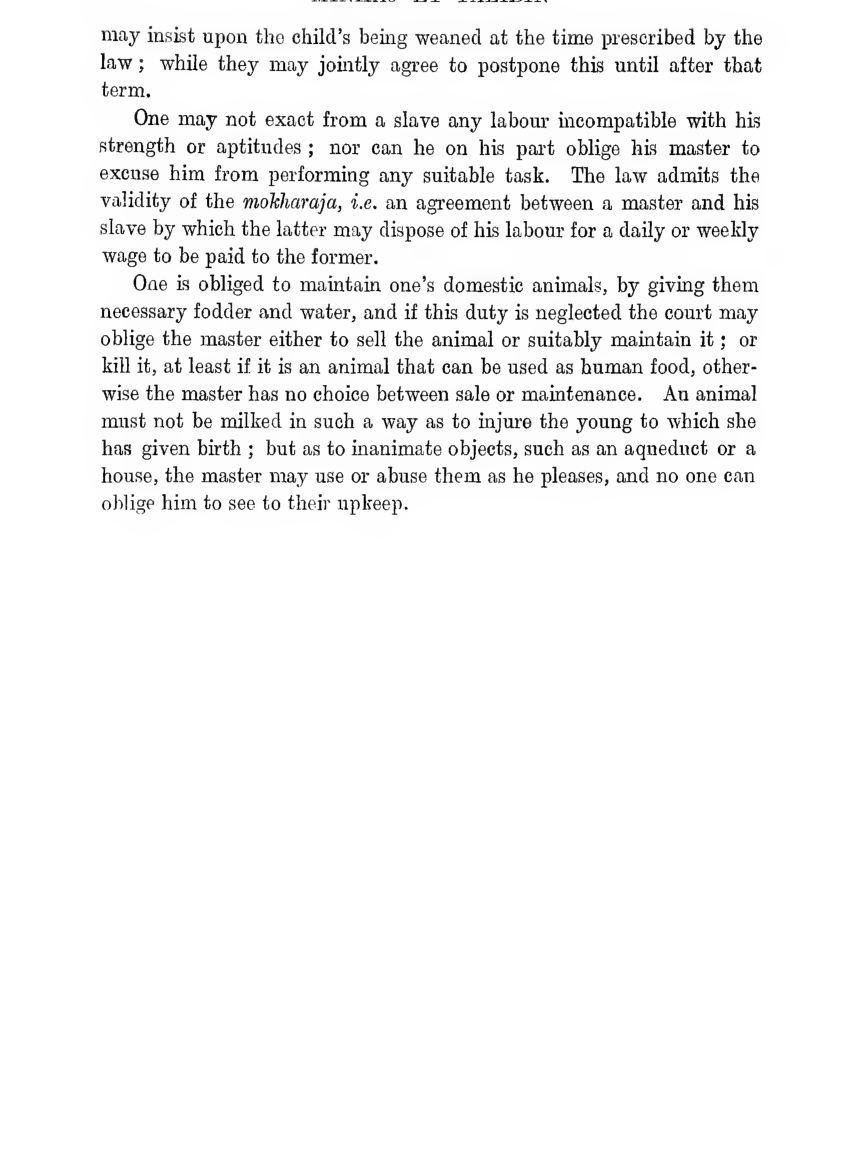 may insist upon the child's being weaned at the time prescribed by the
law ; while they may jointly agree to postpone this until after that
term.
One may not exact from a slave any labour incompatible with his
strength or aptitudes ; nor can he on his part oblige his master to
excuse him from performing any suitable task. The law admits the
validity of the mokharaja, i.e. an agreement between a master and his
slave by which the latter may dispose of his labour for a daily or weekly
wage to be paid to the former.
One is obliged to maintain one's domestic animals, by giving them
necessary fodder and water, and if this duty is neglected the court may
oblige the master either to sell the animal or suitably maintain it ; or
kill it, at least if it is an animal that can be used as human food, other-
wise the master has no choice between sale or maintenance. An animal
must not be milked in such a way as to injure the young to which she
has given birth ; but as to inanimate objects, such as an aqueduct or a
house, the master may use or abuse them as he pleases, and no one can
oblige him to see to their upkeep.